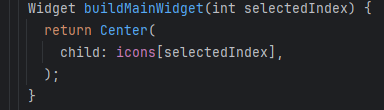 Widget buildMainWidget(int selectedIndex) {
  return Center(
    child: icons[selectedIndex],
  );
}